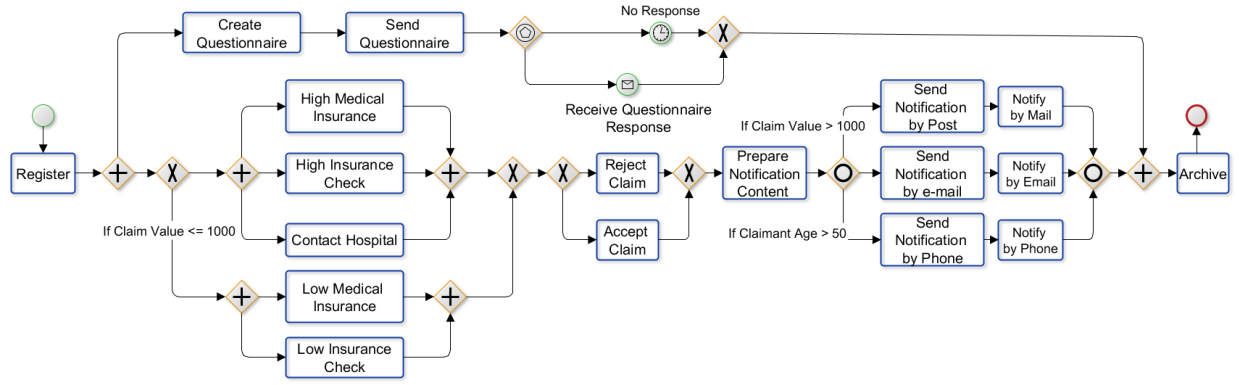 No Response
Create
Questionnaire
Send
Questionnaire
Receive Questionnaire
Response
High Medical
Insurance
Send
Notification
by Post
Notify
by Mail
If Claim Value > 1000
Register
High Insurance
Check
Reject
Claim
Prepare
Notification
Content
Send
Notification
by e-mail
Notify
by Email
Archive
If Claim Value <= 1000
Contact Hospital
Accept
Claim
If Claimant Age > 50
Send
Notification
by Phone
Notify
by Phone
Low Medical
Insurance
Low Insurance
Check